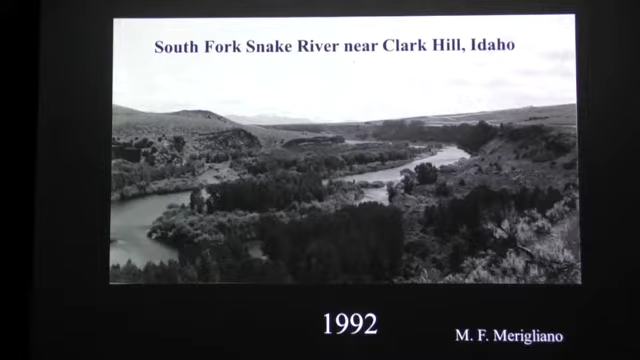 South Fork Snake River near Clark Hill, Idaho
1992
M. F. Merigliano